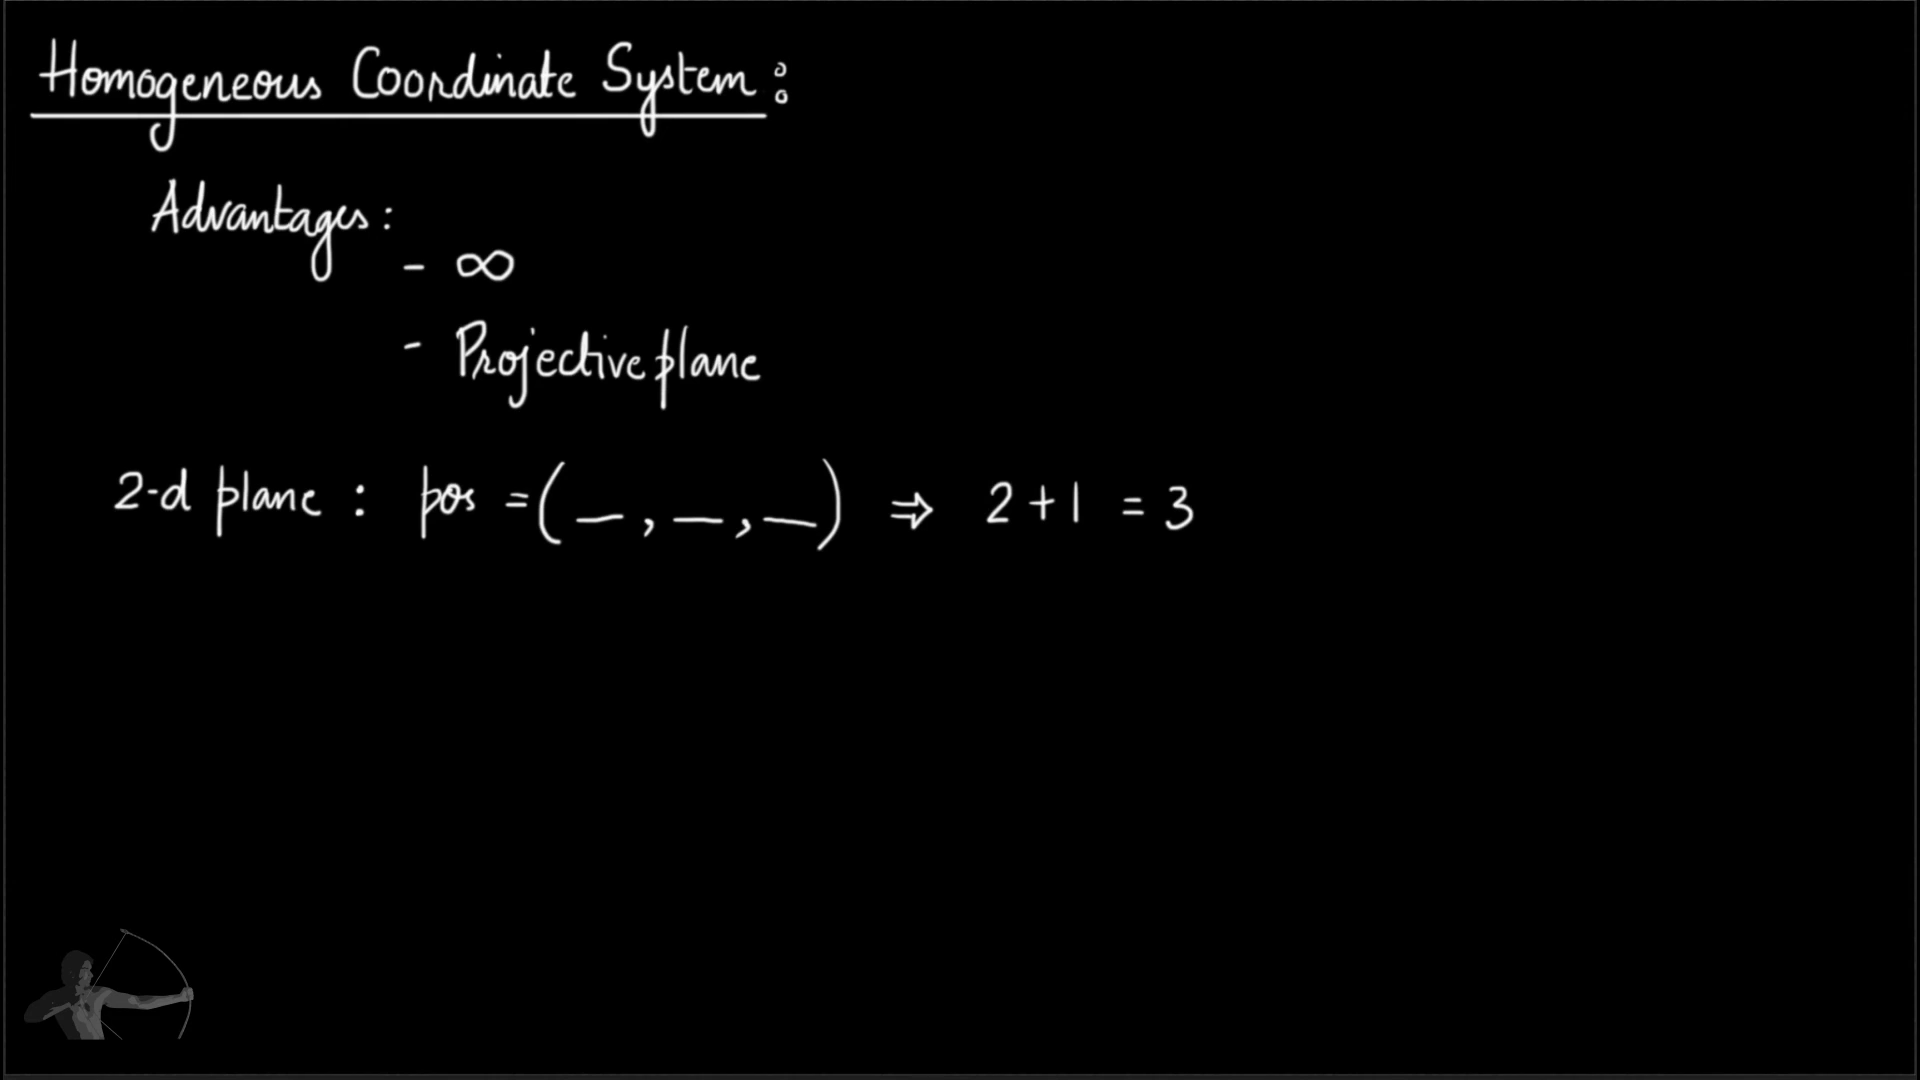 Homogeneous Coordinate System :
Advantages :
- ∞
- Projective plane
2-d plane : pos = ( _ , _ , _ ) ⇒ 2 + 1 = 3